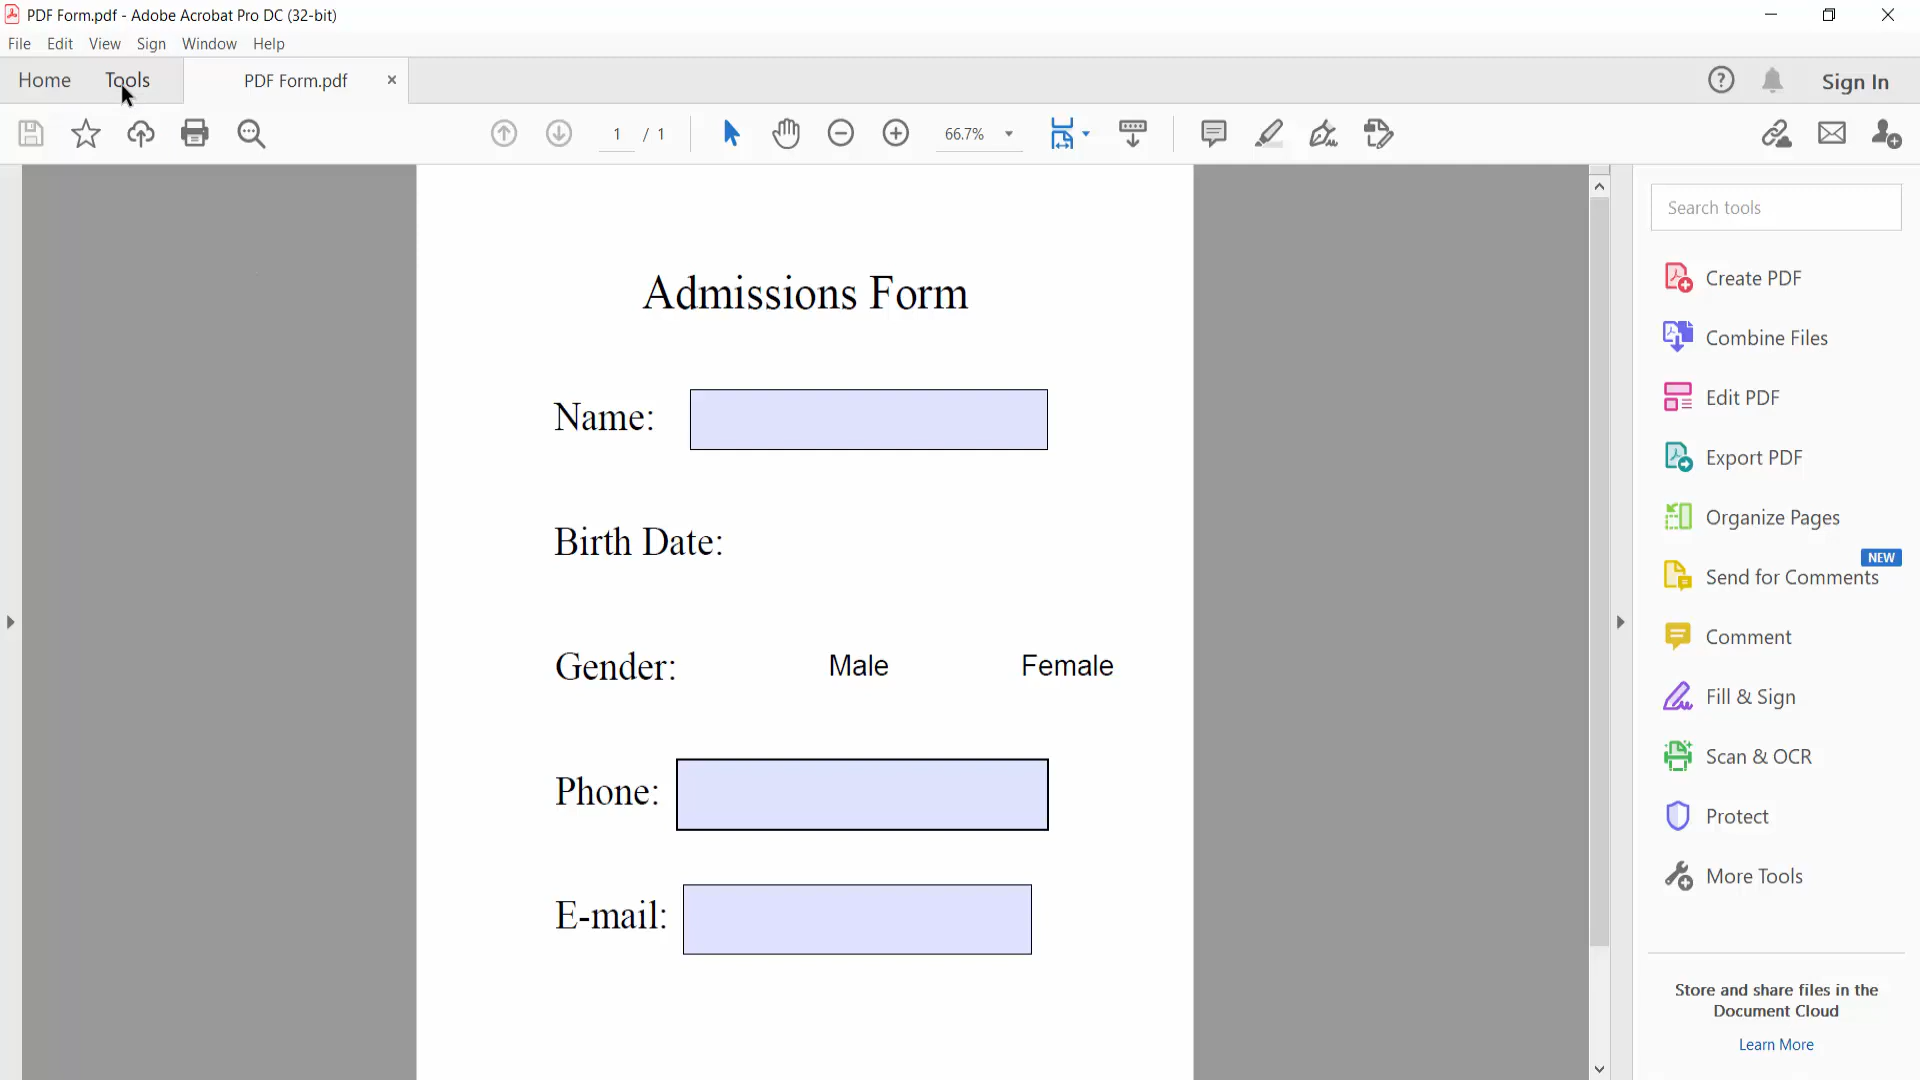 PDF Form.pdf - Adobe Acrobat Pro DC (32-bit)
File Edit View Sign Window Help
Home Tools PDF Form.pdf × Sign In
1 / 1 66.7%
Search tools
Create PDF
Combine Files
Edit PDF
Export PDF
Organize Pages
NEW
Send for Comments
Comment
Fill & Sign
Scan & OCR
Protect
More Tools
Store and share files in the
Document Cloud
Learn More
Admissions Form
Name:
Birth Date:
Gender: Male Female
Phone:
E-mail: